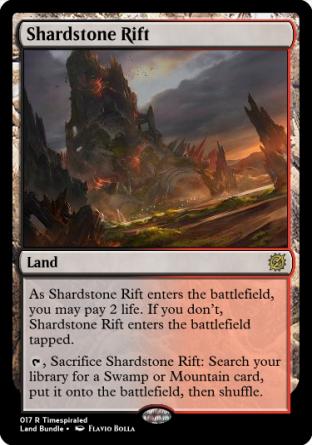 Shardstone Rift
Land
As Shardstone Rift enters the battlefield,
you may pay 2 life. If you don't,
Shardstone Rift enters the battlefield
tapped.
, Sacrifice Shardstone Rift: Search your
library for a Swamp or Mountain card,
put it onto the battlefield, then shuffle.
017 R Timespiraled
Land Bundle • Flavio Bolla